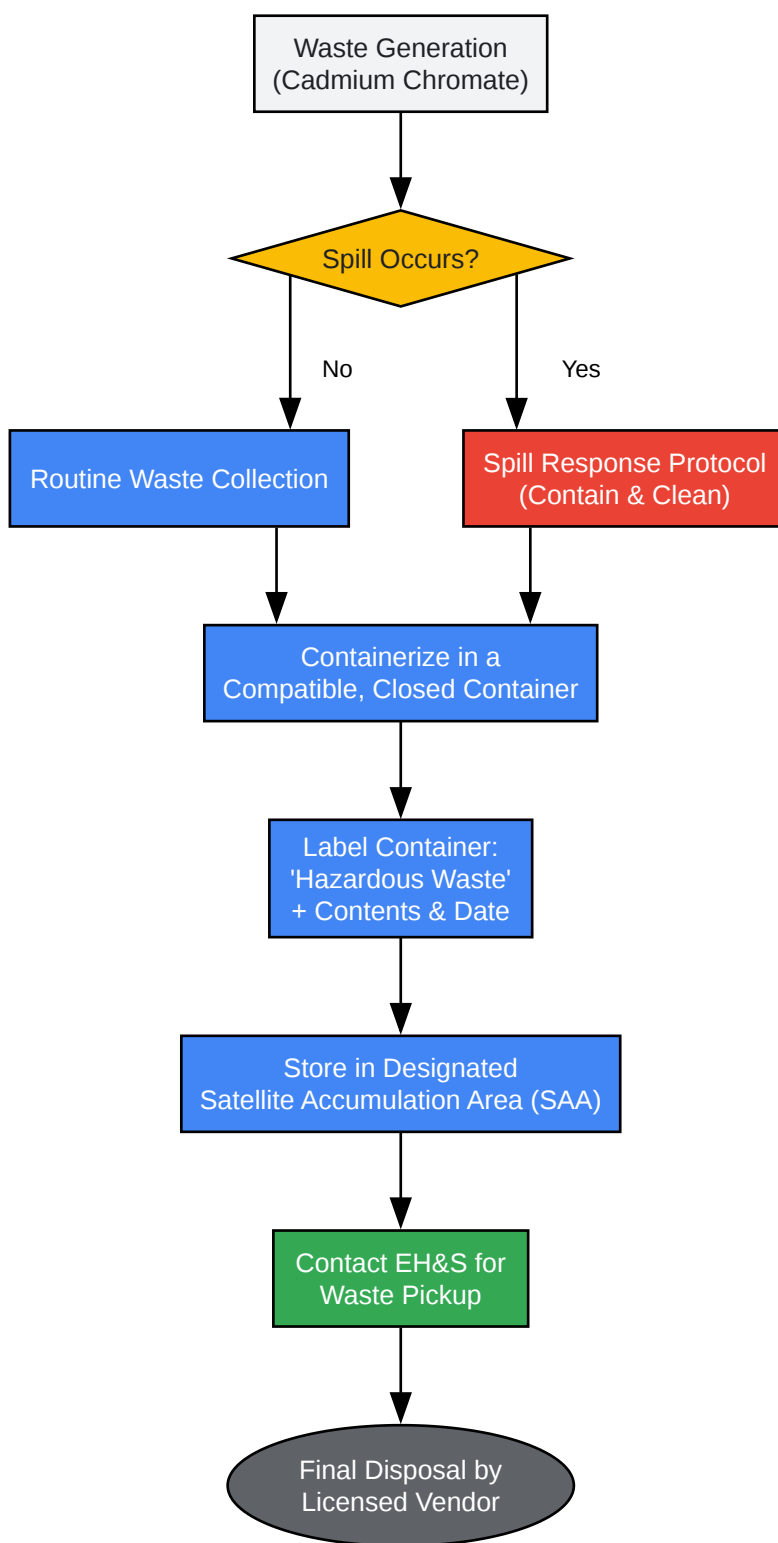 Waste Generation
(Cadmium Chromate)
Spill Occurs?
No
Yes
Routine Waste Collection
Spill Response Protocol
(Contain & Clean)
Containerize in a
Compatible, Closed Container
Label Container:
'Hazardous Waste'
+ Contents & Date
Store in Designated
Satellite Accumulation Area (SAA)
Contact EH&S for
Waste Pickup
Final Disposal by
Licensed Vendor